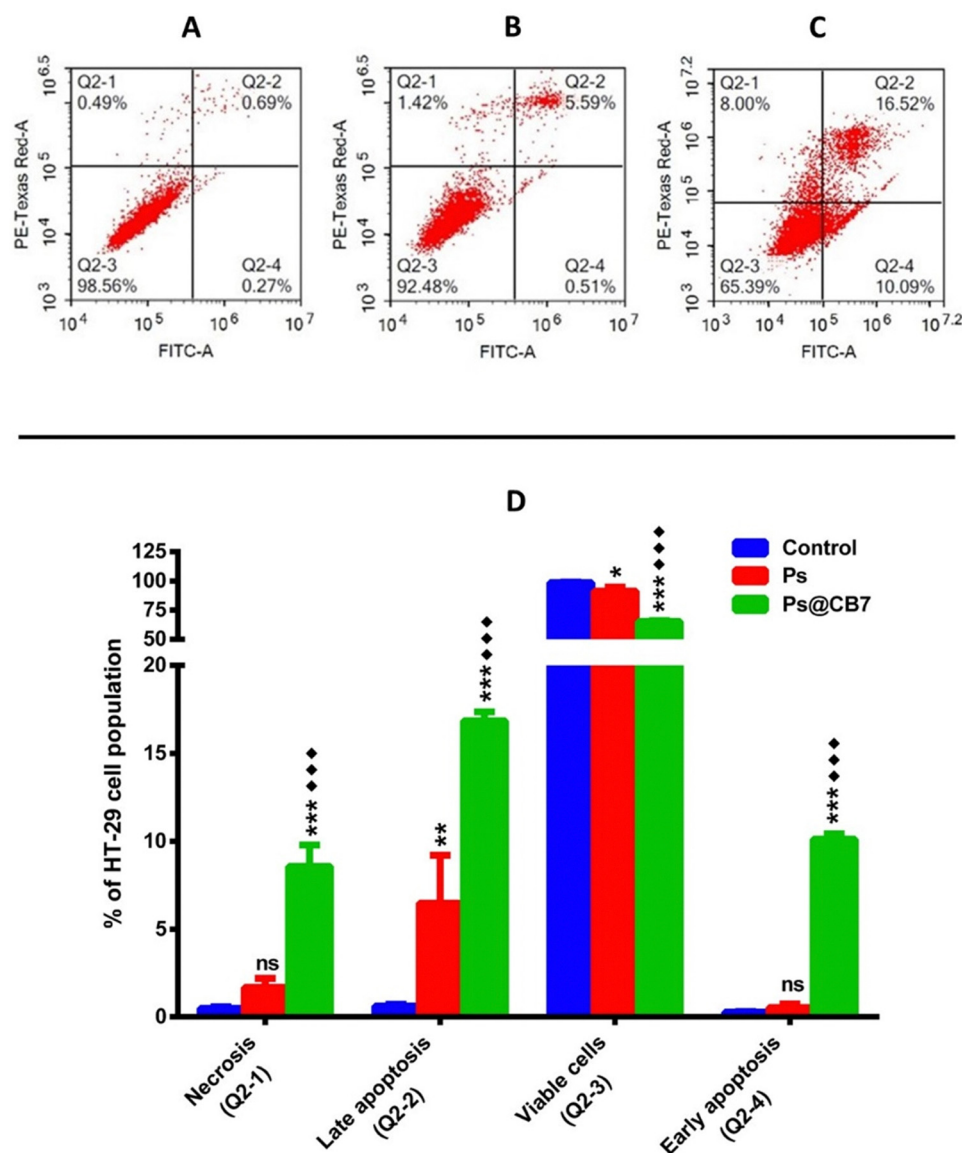 A
B
C
PE-Texas Red-A
10^6.5
10^5
10^4
10^3
Q2-1
0.49%
Q2-2
0.69%
Q2-3
98.56%
Q2-4
0.27%
10^4 10^5 10^6 10^7
FITC-A
PE-Texas Red-A
10^6.5
10^5
10^4
10^3
Q2-1
1.42%
Q2-2
5.59%
Q2-3
92.48%
Q2-4
0.51%
10^4 10^5 10^6 10^7
FITC-A
PE-Texas Red-A
10^7.2
10^6
10^5
10^4
10^3
Q2-1
8.00%
Q2-2
16.52%
Q2-3
65.39%
Q2-4
10.09%
10^3 10^4 10^5 10^6 10^7.2
FITC-A
D
% of HT-29 cell population
125
100
75
50
20
15
10
5
0
ns
***◆◆◆
**
***◆◆◆
*
***◆◆◆
ns
***◆◆◆
Control
Ps
Ps@CB7
Necrosis
(Q2-1)
Late apoptosis
(Q2-2)
Viable cells
(Q2-3)
Early apoptosis
(Q2-4)